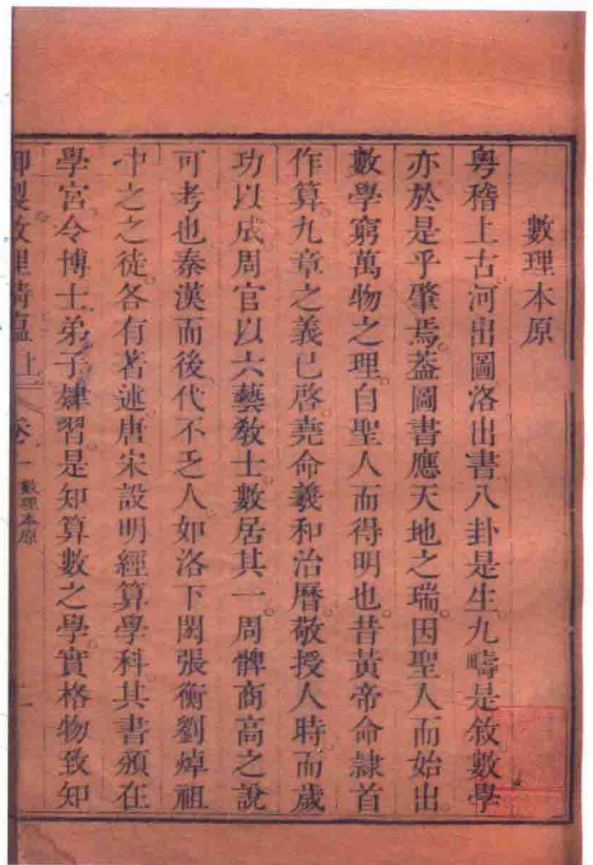 數理本原
粵稽上古河出圖洛出書八卦是生九疇是敘數學
亦於是乎肇焉蓋圖書應天地之瑞因聖人而始出
數學窮萬物之理自聖人而得明也昔黃帝命隸首
作算九章之義已啓堯命羲和治曆敬授人時而歲
功以成周官以六藝教士數居其一周髀商高之說
可考也秦漢而後代不乏人如洛下閎張衡劉焯祖
冲之之徒各有著述唐宋設明經算學科其書頒在
學宮令博士弟子肄習是知算數之學實格物致知
御製數理精蘊 上 卷一 數理本原 二